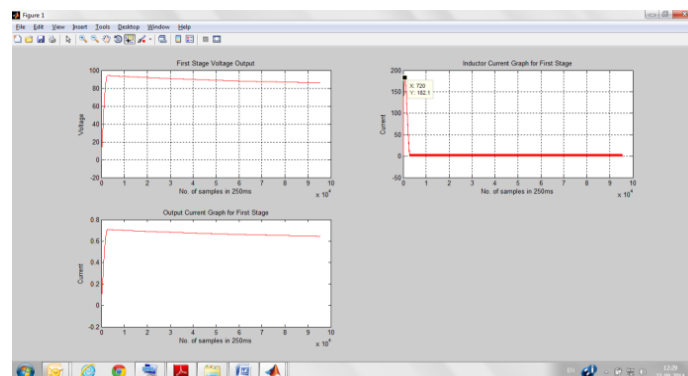 Figure 1
File Edit View Insert Tools Desktop Window Help
First Stage Voltage Output
100
80
60
40
20
0
-20
Voltage
0 1 2 3 4 5 6 7 8 9 10
No. of samples in 250ms
x 10^4
Inductor Current Graph for First Stage
200
150
100
50
0
-50
Current
X: 720
Y: 182.1
0 1 2 3 4 5 6 7 8 9 10
No. of samples in 250ms
x 10^4
Output Current Graph for First Stage
0.8
0.6
0.4
0.2
0
-0.2
Current
0 1 2 3 4 5 6 7 8 9 10
No. of samples in 250ms
x 10^4
12:29